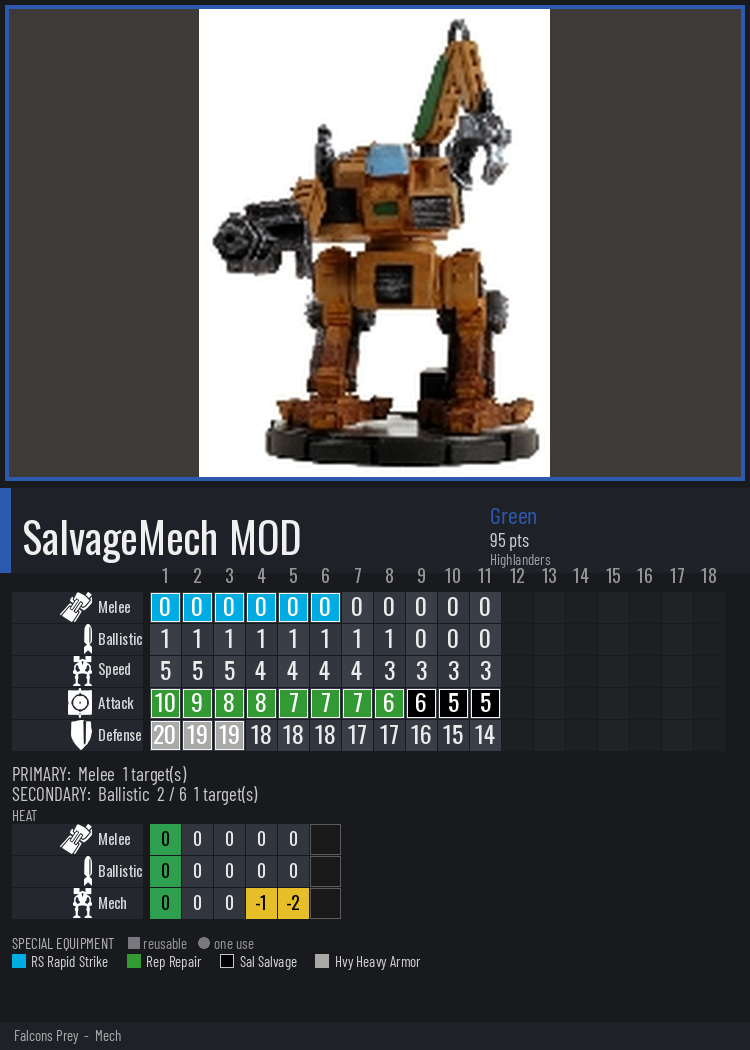 SalvageMech MOD
Green
95 pts
Highlanders
1 2 3 4 5 6 7 8 9 10 11 12 13 14 15 16 17 18
Melee 0 0 0 0 0 0 0 0 0 0 0
Ballistic 1 1 1 1 1 1 1 1 0 0 0
Speed 5 5 5 4 4 4 4 3 3 3 3
Attack 10 9 8 8 7 7 7 6 6 5 5
Defense 20 19 19 18 18 18 17 17 16 15 14
PRIMARY: Melee 1 target(s)
SECONDARY: Ballistic 2 / 6 1 target(s)
HEAT
Melee 0 0 0 0 0
Ballistic 0 0 0 0 0
Mech 0 0 0 -1 -2
SPECIAL EQUIPMENT reusable one use
RS Rapid Strike Rep Repair Sal Salvage Hvy Heavy Armor
Falcons Prey - Mech